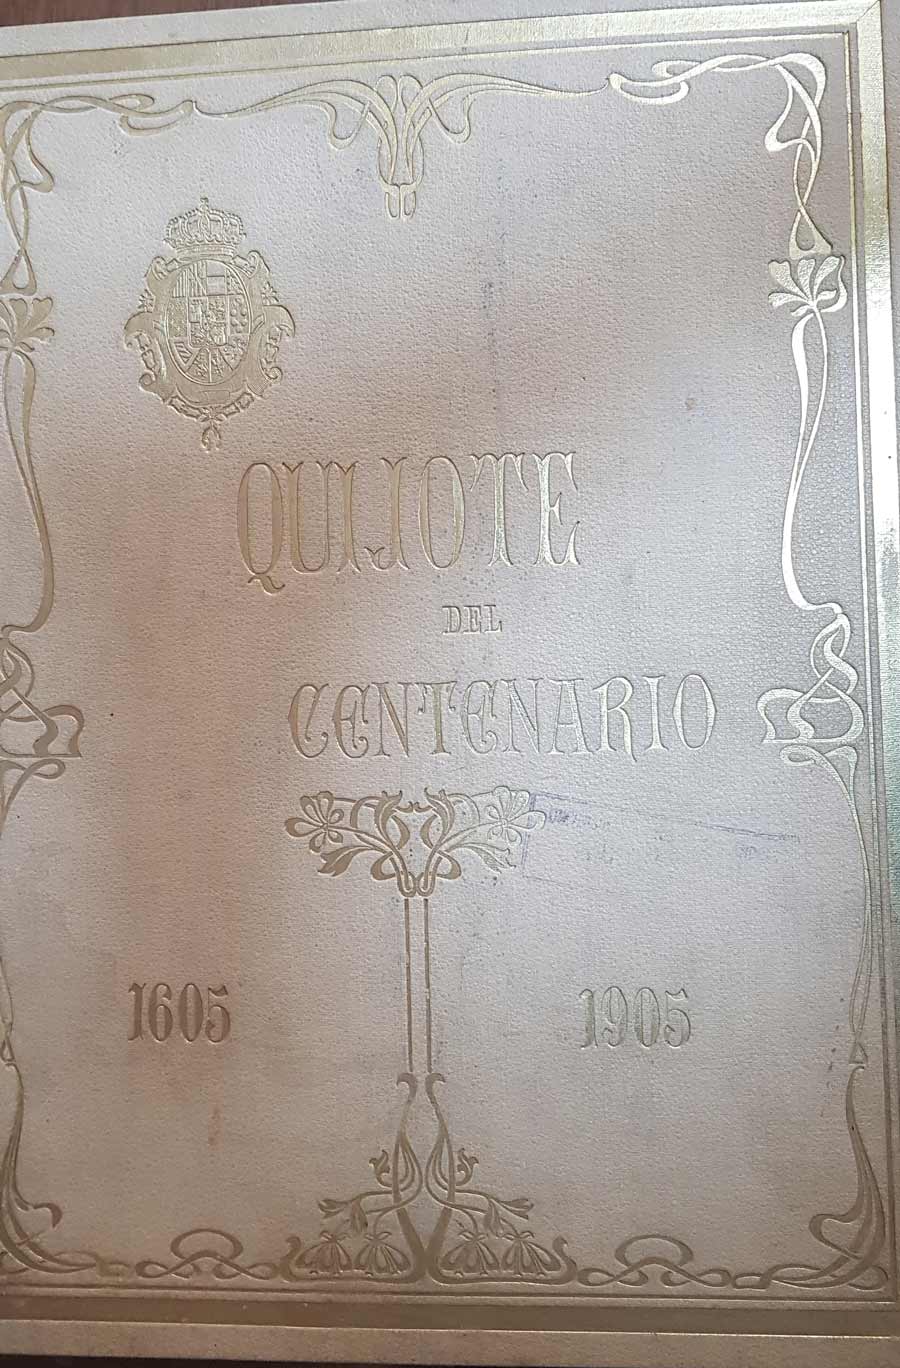 QUIJOTE
DEL
CENTENARIO
1605
1905